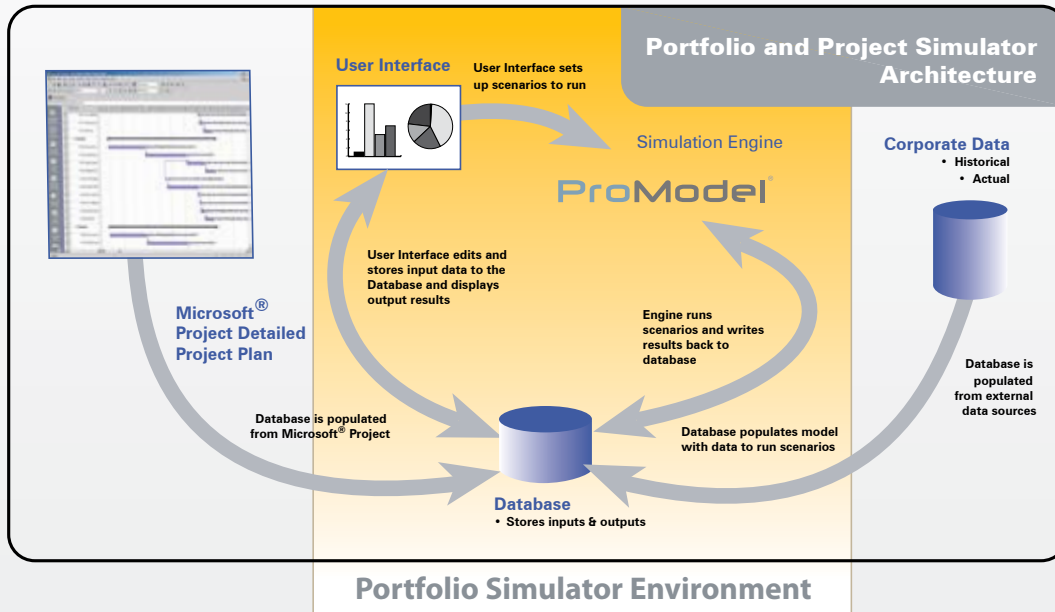 Portfolio and Project Simulator
Architecture
User Interface
User Interface sets
up scenarios to run
Simulation Engine
ProModel®
Corporate Data
• Historical
• Actual
User Interface edits and
stores input data to the
Database and displays
output results
Microsoft®
Project Detailed
Project Plan
Engine runs
scenarios and writes
results back to
database
Database is
populated
from external
data sources
Database is populated
from Microsoft® Project
Database populates model
with data to run scenarios
Database
• Stores inputs & outputs
Portfolio Simulator Environment